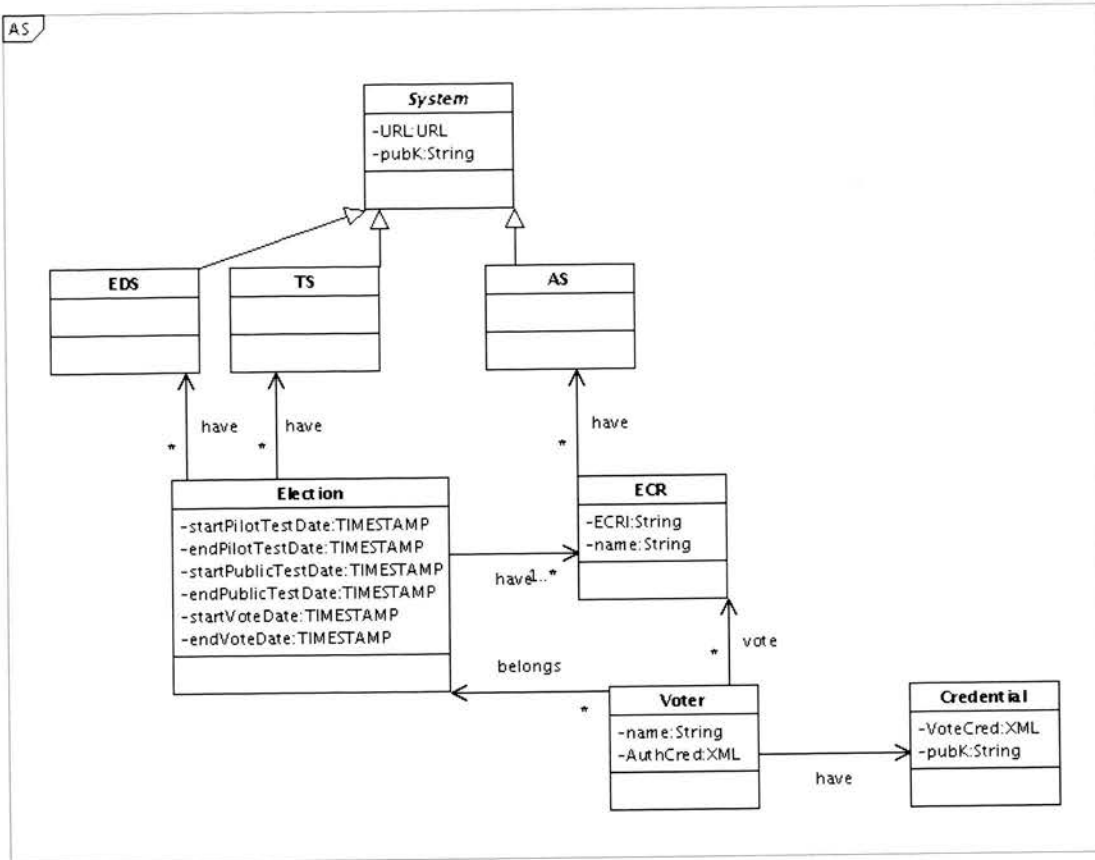 AS
System
-URL:URL
-pubK:String
EDS
TS
AS
have
*
have
*
have
*
Election
-startPilotTestDate:TIMESTAMP
-endPilotTestDate:TIMESTAMP
-startPublicTestDate:TIMESTAMP
-endPublicTestDate:TIMESTAMP
-startVoteDate:TIMESTAMP
-endVoteDate:TIMESTAMP
ECR
-ECRI:String
-name:String
have
1..*
vote
*
belongs
*
Voter
-name:String
-AuthCred:XML
have
Credential
-VoteCred:XML
-pubK:String